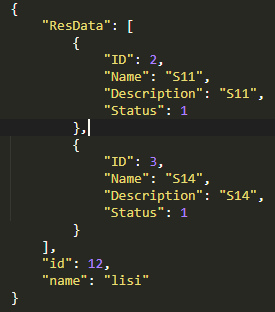 {
    "ResData": [
        {
            "ID": 2,
            "Name": "S11",
            "Description": "S11",
            "Status": 1
        },
        {
            "ID": 3,
            "Name": "S14",
            "Description": "S14",
            "Status": 1
        }
    ],
    "id": 12,
    "name": "lisi"
}